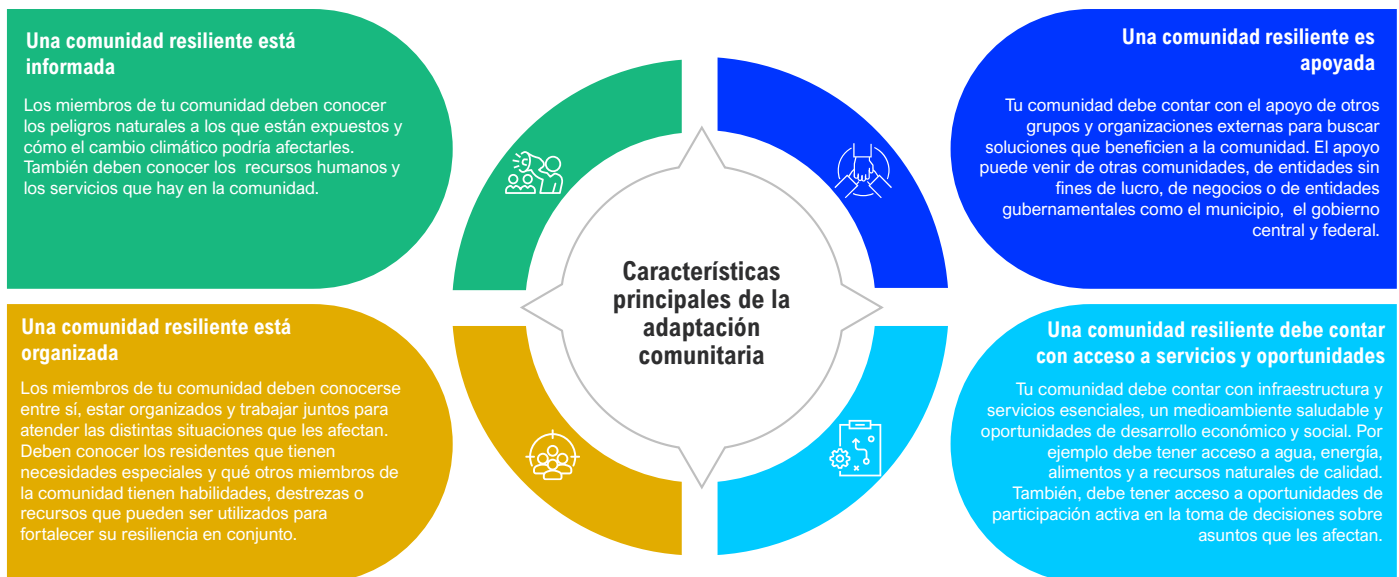 Una comunidad resiliente está
informada
Los miembros de tu comunidad deben conocer
los peligros naturales a los que están expuestos y
cómo el cambio climático podría afectarles.
También deben conocer los recursos humanos y
los servicios que hay en la comunidad.
Una comunidad resiliente es
apoyada
Tu comunidad debe contar con el apoyo de otros
grupos y organizaciones externas para buscar
soluciones que beneficien a la comunidad. El apoyo
puede venir de otras comunidades, de entidades sin
fines de lucro, de negocios o de entidades
gubernamentales como el municipio, el gobierno
central y federal.
Características
principales de la
adaptación
comunitaria
Una comunidad resiliente está
organizada
Los miembros de tu comunidad deben conocerse
entre sí, estar organizados y trabajar juntos para
atender las distintas situaciones que les afectan.
Deben conocer los residentes que tienen
necesidades especiales y qué otros miembros de
la comunidad tienen habilidades, destrezas o
recursos que pueden ser utilizados para
fortalecer su resiliencia en conjunto.
Una comunidad resiliente debe contar
con acceso a servicios y oportunidades
Tu comunidad debe contar con infraestructura y
servicios esenciales, un medioambiente saludable y
oportunidades de desarrollo económico y social. Por
ejemplo debe tener acceso a agua, energía,
alimentos y a recursos naturales de calidad.
También, debe tener acceso a oportunidades de
participación activa en la toma de decisiones sobre
asuntos que les afectan.